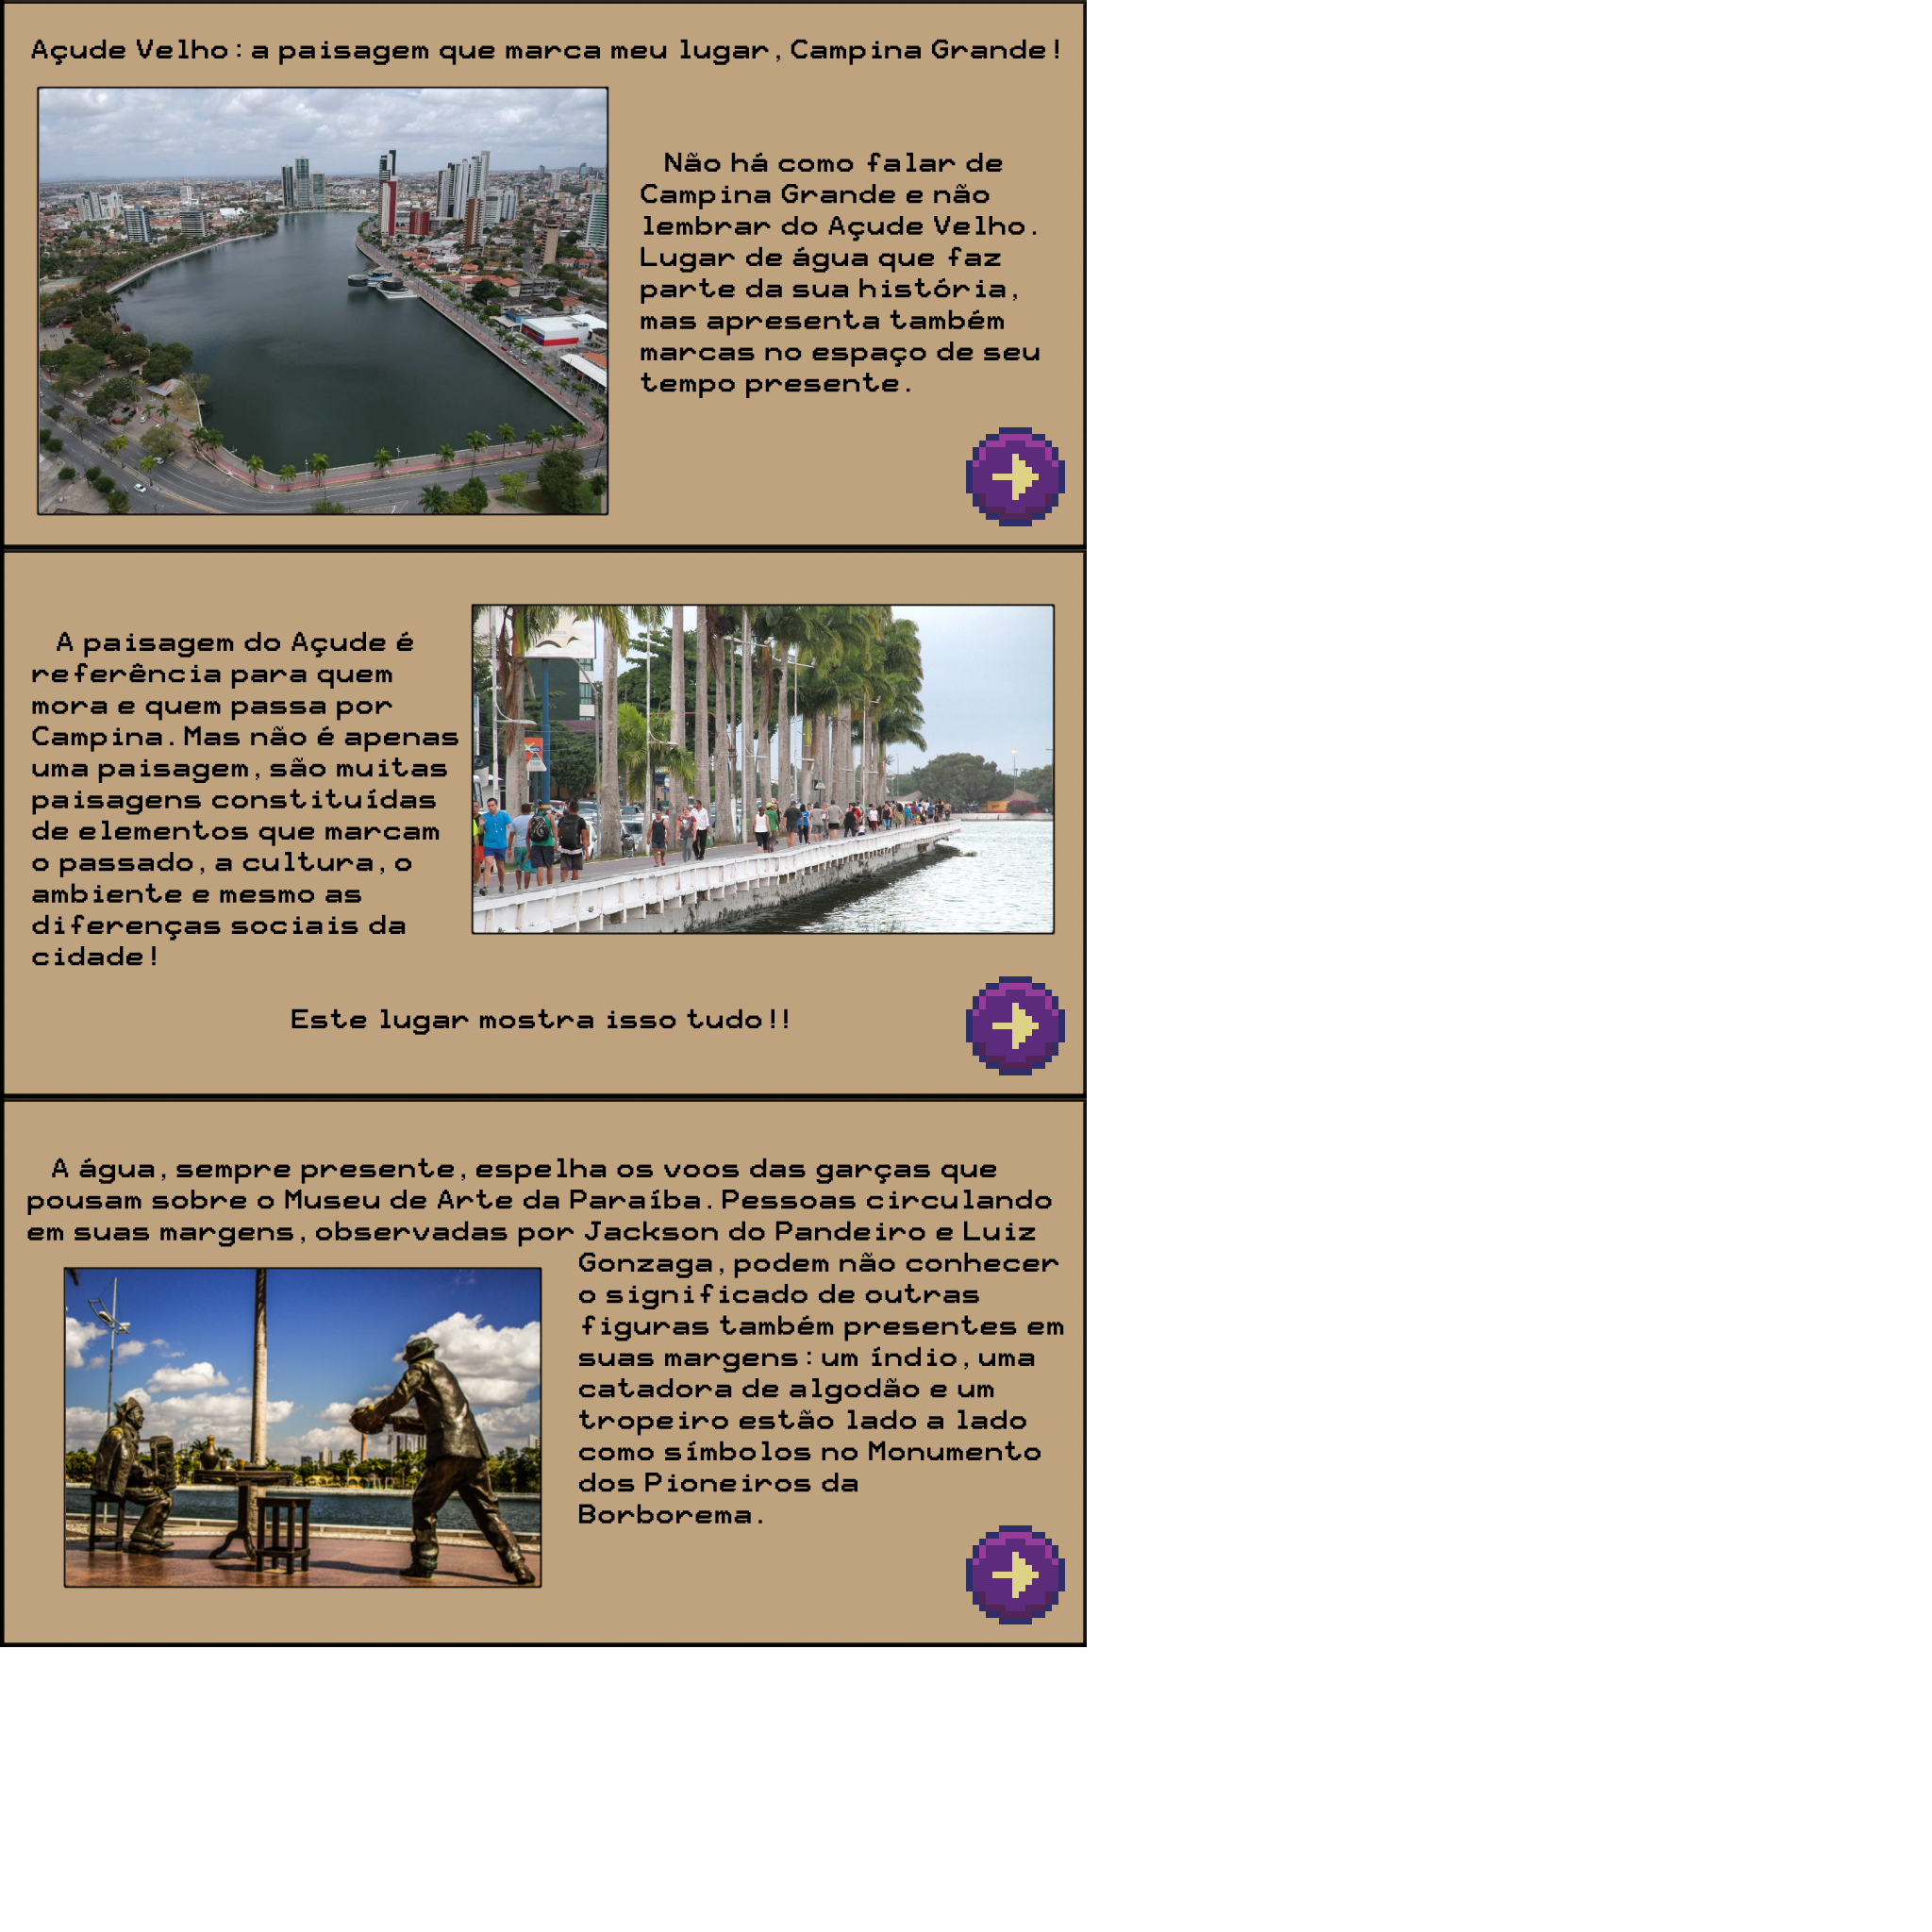 Açude Velho: a paisagem que marca meu lugar, Campina Grande!
Não há como falar de
Campina Grande e não
lembrar do Açude Velho.
Lugar de água que faz
parte da sua história,
mas apresenta também
marcas no espaço de seu
tempo presente.
A paisagem do Açude é
referência para quem
mora e quem passa por
Campina. Mas não é apenas
uma paisagem, são muitas
paisagens constituídas
de elementos que marcam
o passado, a cultura, o
ambiente e mesmo as
diferenças sociais da
cidade!
Este lugar mostra isso tudo!!
A água, sempre presente, espelha os voos das garças que
pousam sobre o Museu de Arte da Paraíba. Pessoas circulando
em suas margens, observadas por Jackson do Pandeiro e Luiz
Gonzaga, podem não conhecer
o significado de outras
figuras também presentes em
suas margens: um índio, uma
catadora de algodão e um
tropeiro estão lado a lado
como símbolos no Monumento
dos Pioneiros da
Borborema.